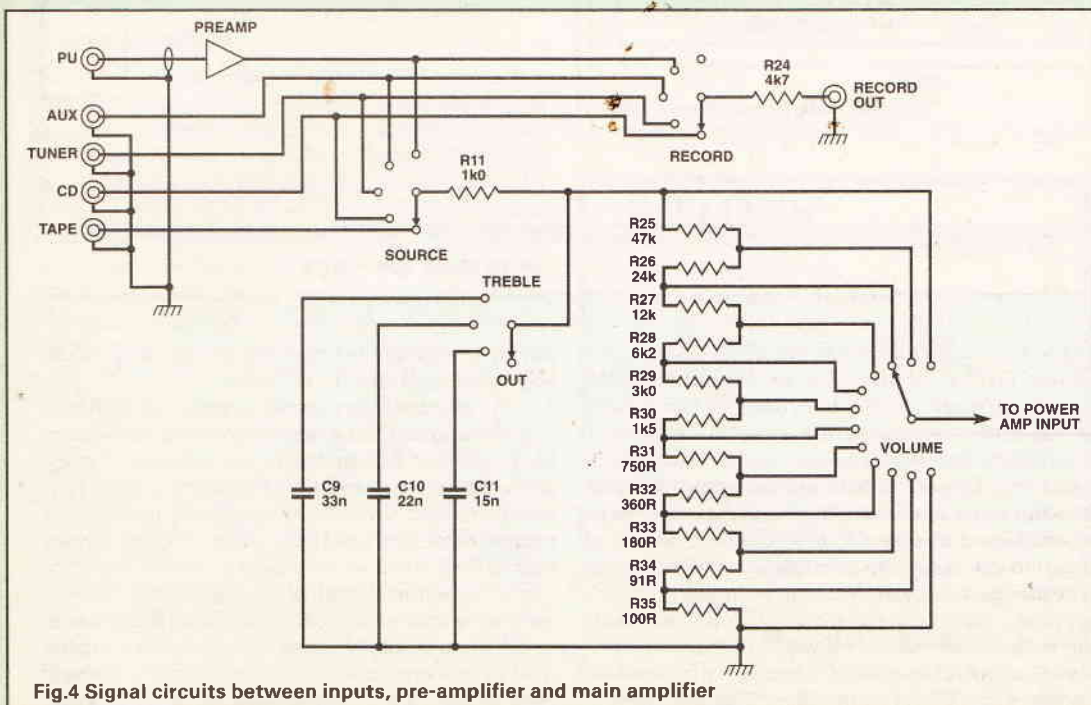 PREAMP
PU
AUX
TUNER
CD
TAPE
R24
4k7
RECORD
OUT
RECORD
R11
1k0
SOURCE
TREBLE
OUT
C9
33n
C10
22n
C11
15n
R25
47k
R26
24k
R27
12k
R28
6k2
R29
3k0
R30
1k5
R31
750R
R32
360R
R33
180R
R34
91R
R35
100R
VOLUME
TO POWER
AMP INPUT
Fig.4 Signal circuits between inputs, pre-amplifier and main amplifier